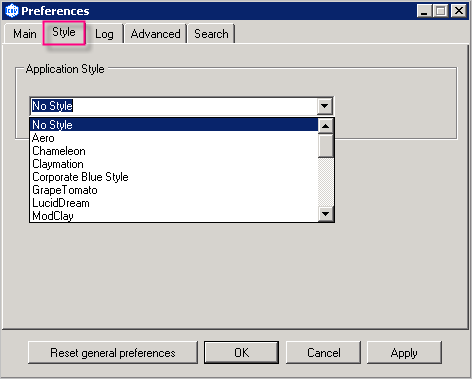 Preferences
Main Style Log Advanced Search
Application Style
No Style
No Style
Aero
Chameleon
Claymation
Corporate Blue Style
GrapeTomato
LucidDream
ModClay
Reset general preferences OK Cancel Apply